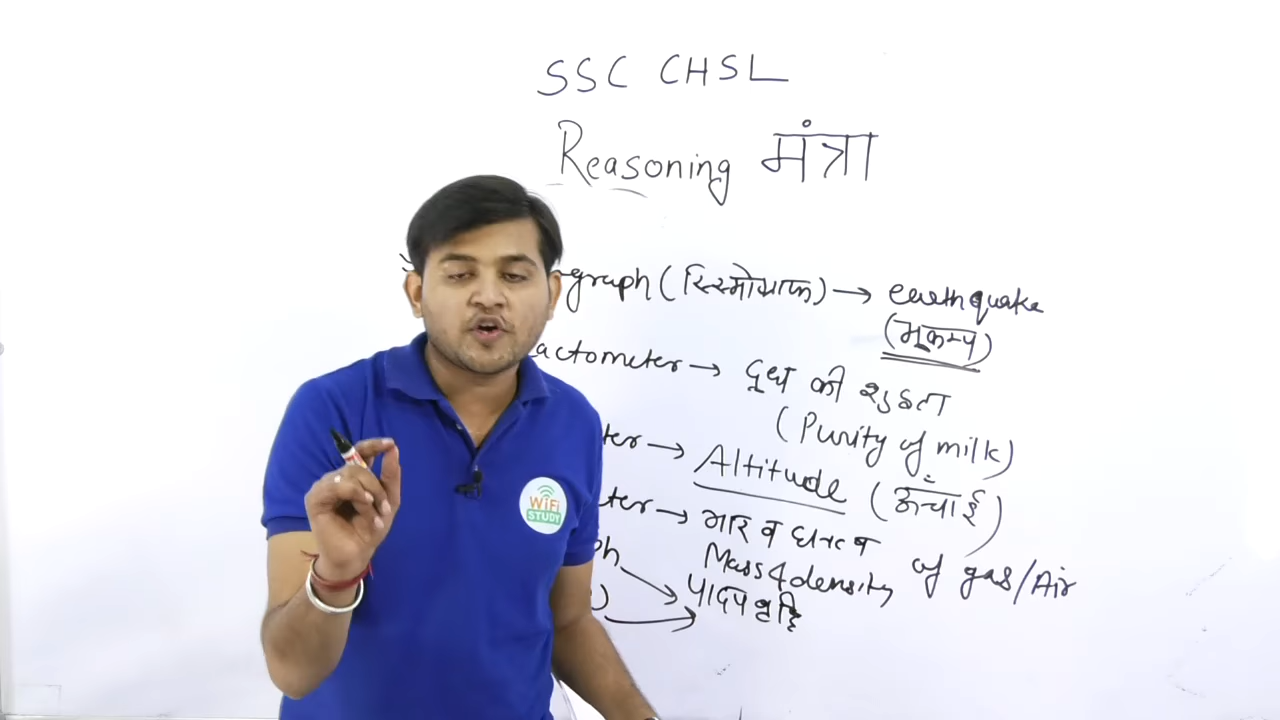 SSC CHSL
Reasoning मंत्रा
graph (सिस्मोग्राफ) → earthquake
(भूकम्प)
actometer → दूध की शुद्धता
(Purity of milk)
ter → Altitude (ऊंचाई)
ter → भार व घनत्व
Mass & density of gas/Air
ph
पादप वृद्धि
WiFi
STUDY